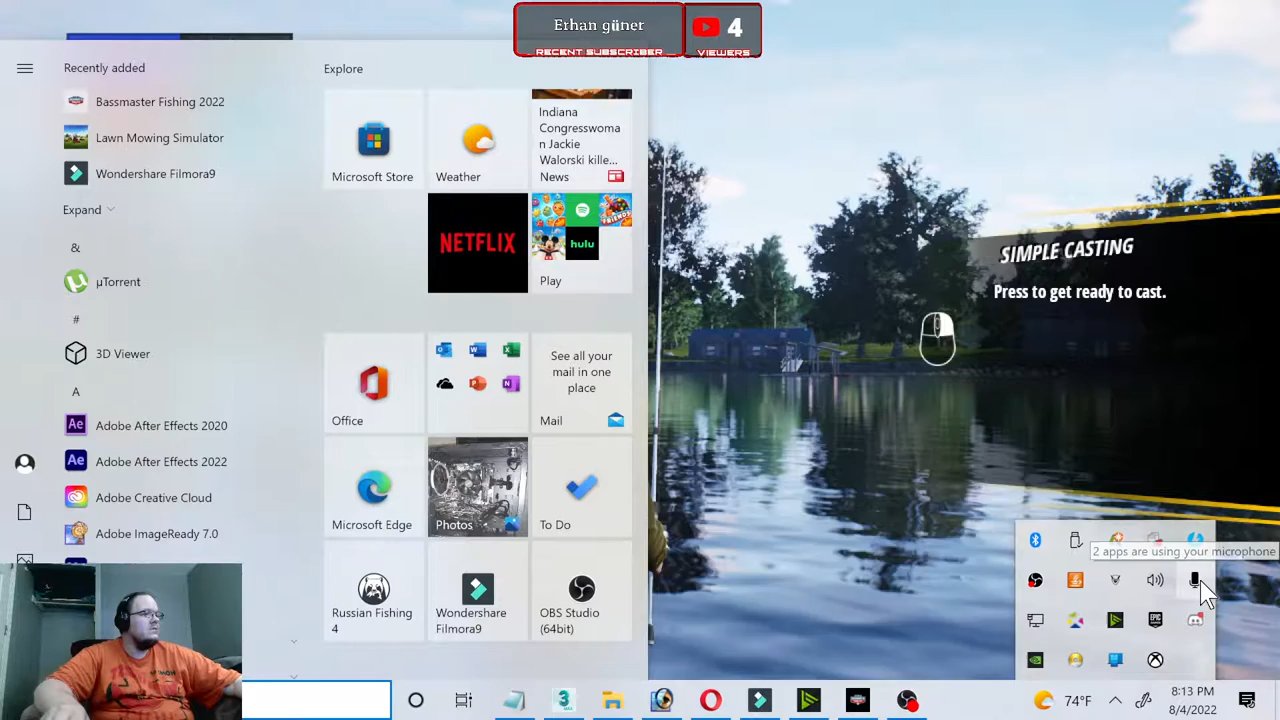 Erhan güner
RECENT SUBSCRIBER
4
VIEWERS
Recently added
Bassmaster Fishing 2022
Lawn Mowing Simulator
Wondershare Filmora9
Expand
&
µTorrent
#
3D Viewer
A
Ae
Adobe After Effects 2020
Ae
Adobe After Effects 2022
Adobe Creative Cloud
Adobe ImageReady 7.0
Explore
Microsoft Store
Weather
Indiana
Congresswoma
n Jackie
Walorski kille...
News
NETFLIX
FRIENDS
hulu
Play
Office
See all your
mail in one
place
Mail
Microsoft Edge
Photos
To Do
Russian Fishing
4
Wondershare
Filmora9
OBS Studio
(64bit)
SIMPLE CASTING
Press to get ready to cast.
2 apps are using your microphone
74°F
8:13 PM
8/4/2022